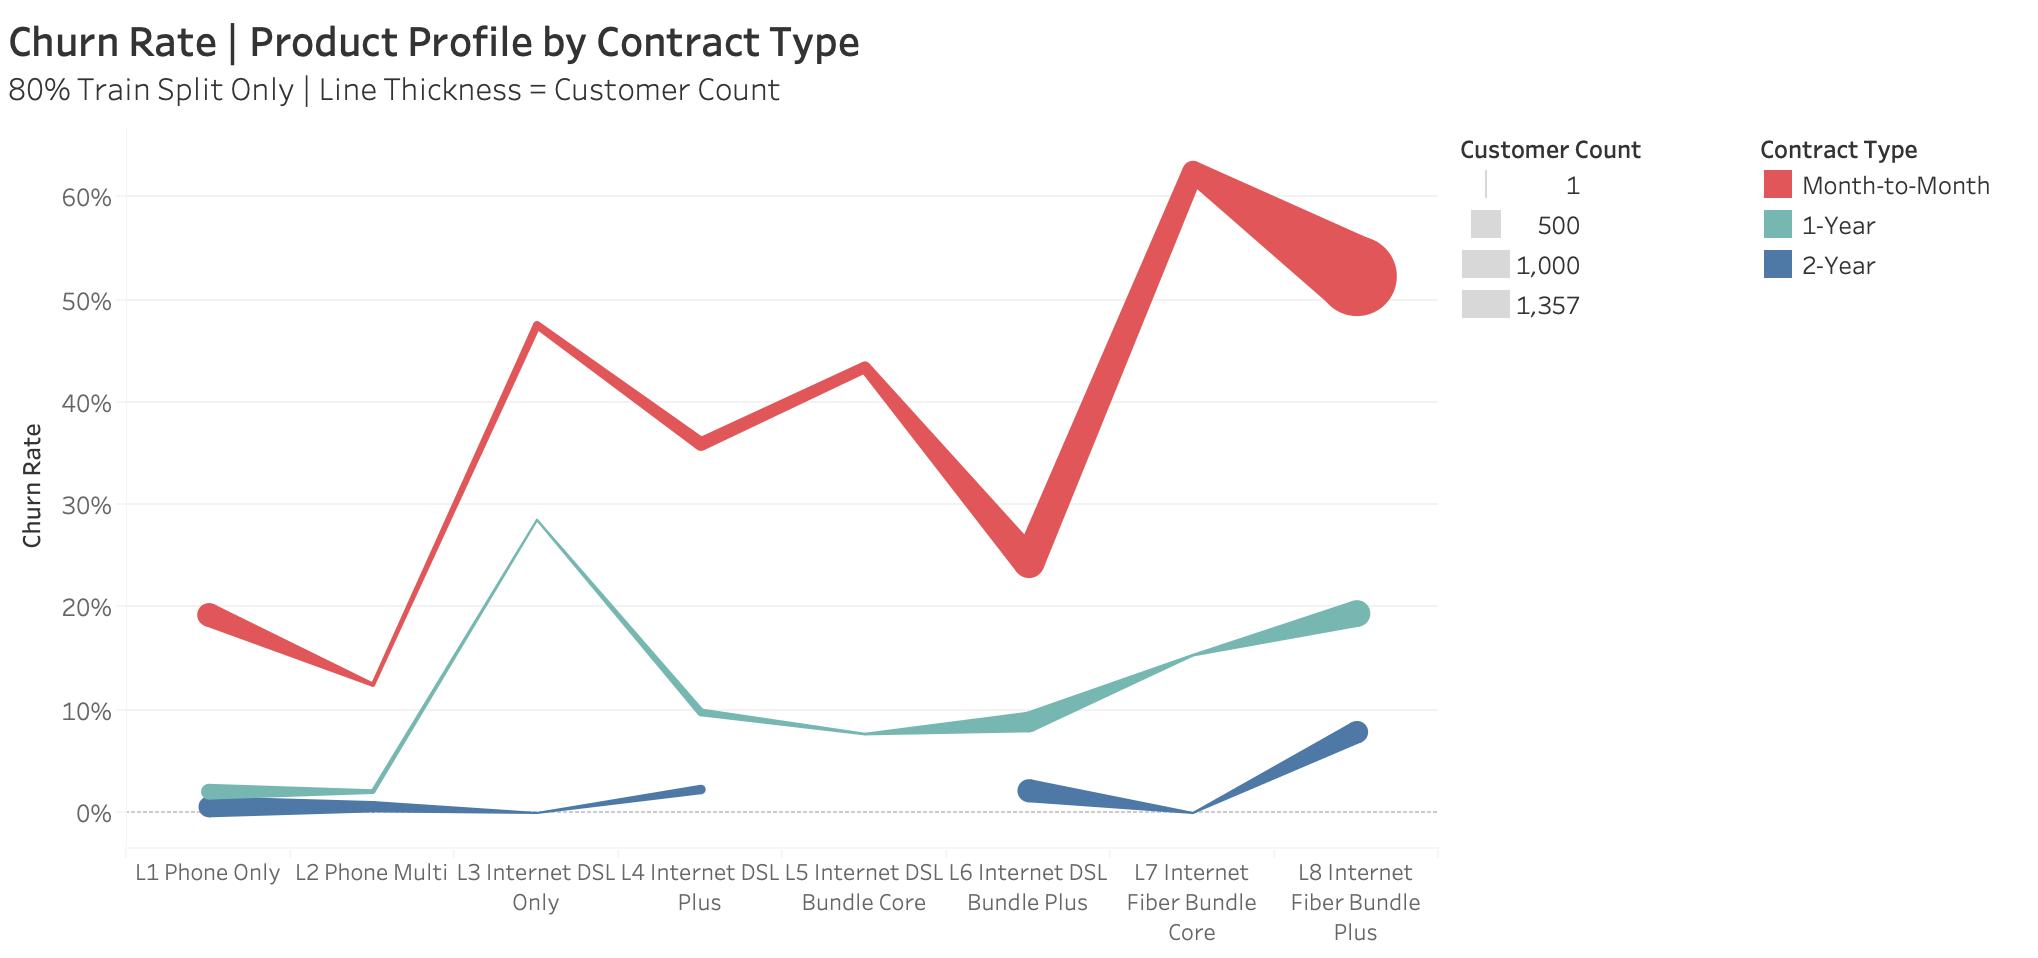 Churn Rate | Product Profile by Contract Type
80% Train Split Only | Line Thickness = Customer Count
Customer Count
1
500
1,000
1,357
Contract Type
Month-to-Month
1-Year
2-Year
Churn Rate
60%
50%
40%
30%
20%
10%
0%
L1 Phone Only
L2 Phone Multi
L3 Internet DSL
Only
L4 Internet DSL
Plus
L5 Internet DSL
Bundle Core
L6 Internet DSL
Bundle Plus
L7 Internet
Fiber Bundle
Core
L8 Internet
Fiber Bundle
Plus